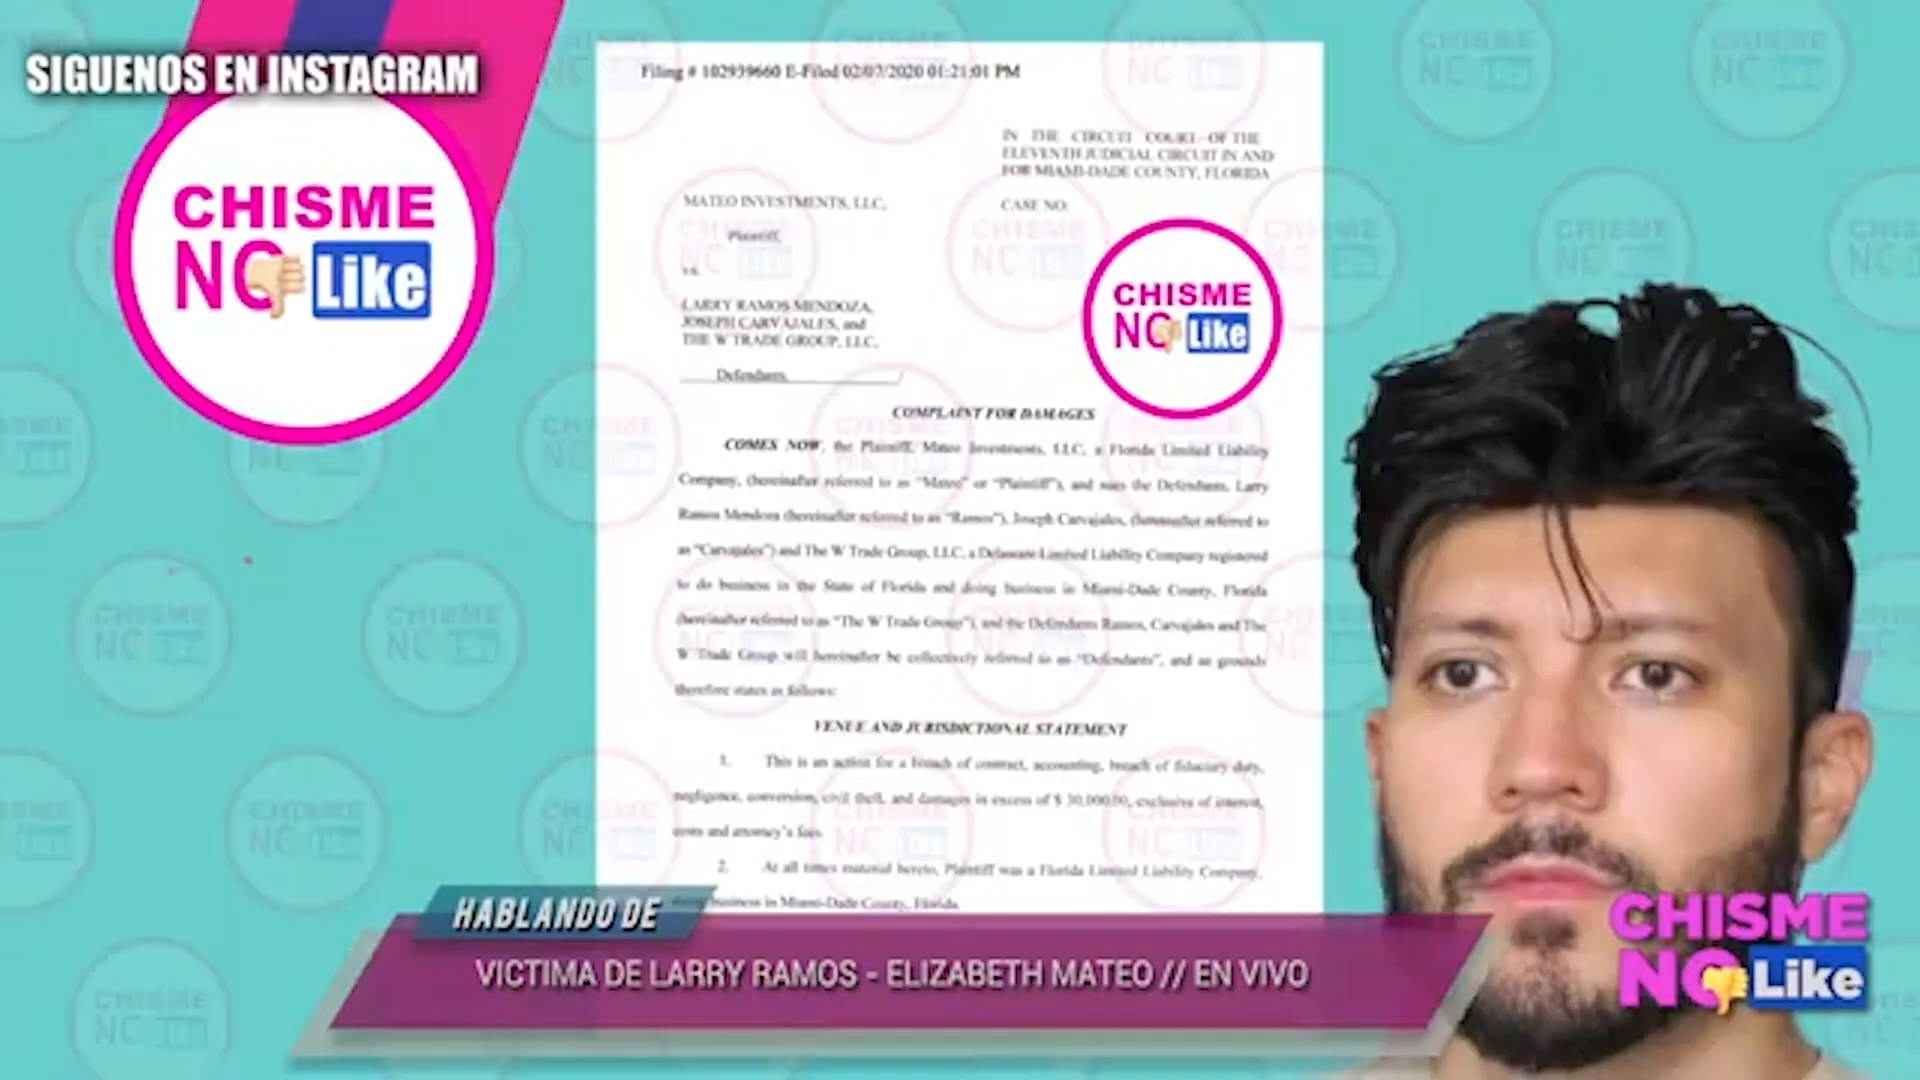 SIGUENOS EN INSTAGRAM
CHISME
NO Like
Filing # 102939660 E-Filed 02/07/2020 01:21:01 PM
IN THE CIRCUIT COURT OF THE
ELEVENTH JUDICIAL CIRCUIT IN AND
FOR MIAMI-DADE COUNTY, FLORIDA
MATEO INVESTMENTS, LLC,
CASE NO:
Plaintiff,
vs.
LARRY RAMOS MENDOZA,
JOSEPH CARVAJALES, and
THE W TRADE GROUP, LLC,
Defendants.
CHISME
NO Like
COMPLAINT FOR DAMAGES
COMES NOW, the Plaintiff, Mateo Investments, LLC, a Florida Limited Liability
Company, (hereinafter referred to as "Mateo" or "Plaintiff"), and sues the Defendants, Larry
Ramos Mendoza (hereinafter referred to as "Ramos"), Joseph Carvajales, (hereinafter referred to
as "Carvajales") and The W Trade Group, LLC, a Delaware Limited Liability Company registered
to do business in the State of Florida and doing business in Miami-Dade County, Florida
(hereinafter referred to as "The W Trade Group"), and the Defendants Ramos, Carvajales and The
W Trade Group will hereinafter be collectively referred to as "Defendants", and as grounds
therefore states as follows:
VENUE AND JURISDICTIONAL STATEMENT
1. This is an action for a breach of contract, accounting, breach of fiduciary duty,
negligence, conversion, civil theft, and damages in excess of $ 30,000.00, exclusive of interest,
costs and attorney's fees.
2. At all times material hereto, Plaintiff was a Florida Limited Liability Company,
doing business in Miami-Dade County, Florida.
HABLANDO DE
VICTIMA DE LARRY RAMOS - ELIZABETH MATEO // EN VIVO
CHISME
NO Like